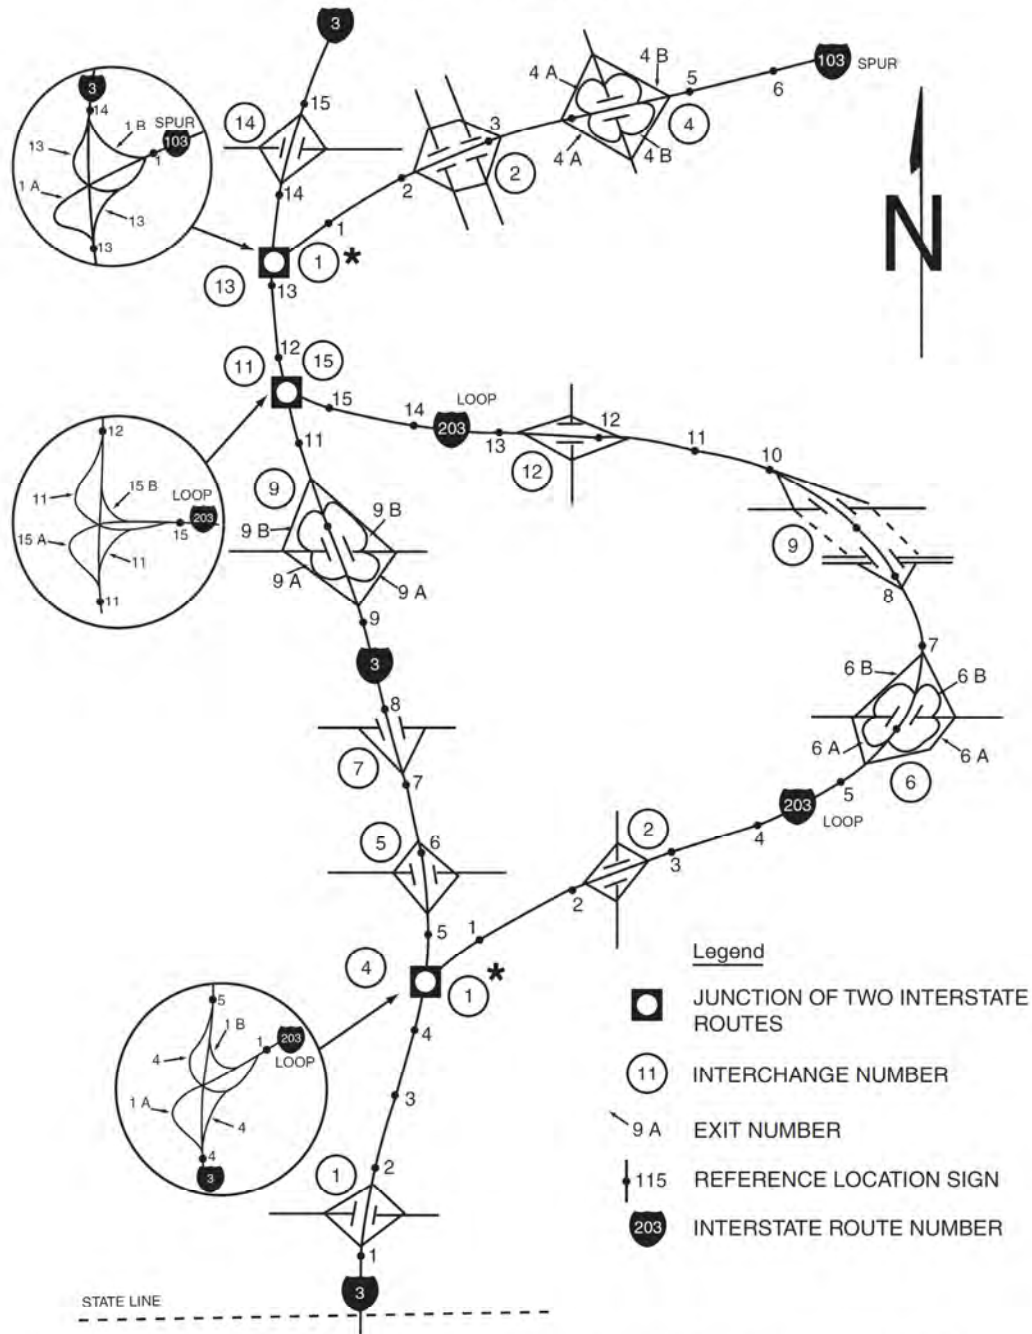 3
103 SPUR
4 A
4 B
5
6
15
14
3
4
2
4 A
4 B
3
14
1 B
SPUR
103
13
1
1 A
13
13
14
2
1
1 *
13
13
12
11
15
15
14
LOOP
203
13
12
12
11
10
11
9
9 B
9 B
9 A
9 A
9
12
11
15 B
LOOP
203
15
15 A
11
11
9
8
7
3
8
7
7
6 B
6 B
6 A
6 A
6
5
203
LOOP
4
2
3
5
6
2
1
5
4
1 *
4
3
5
1 B
1
203
LOOP
4
1 A
4
4
3
1
2
1
3
STATE LINE
N
Legend
JUNCTION OF TWO INTERSTATE
ROUTES
11 INTERCHANGE NUMBER
9 A EXIT NUMBER
115 REFERENCE LOCATION SIGN
203 INTERSTATE ROUTE NUMBER